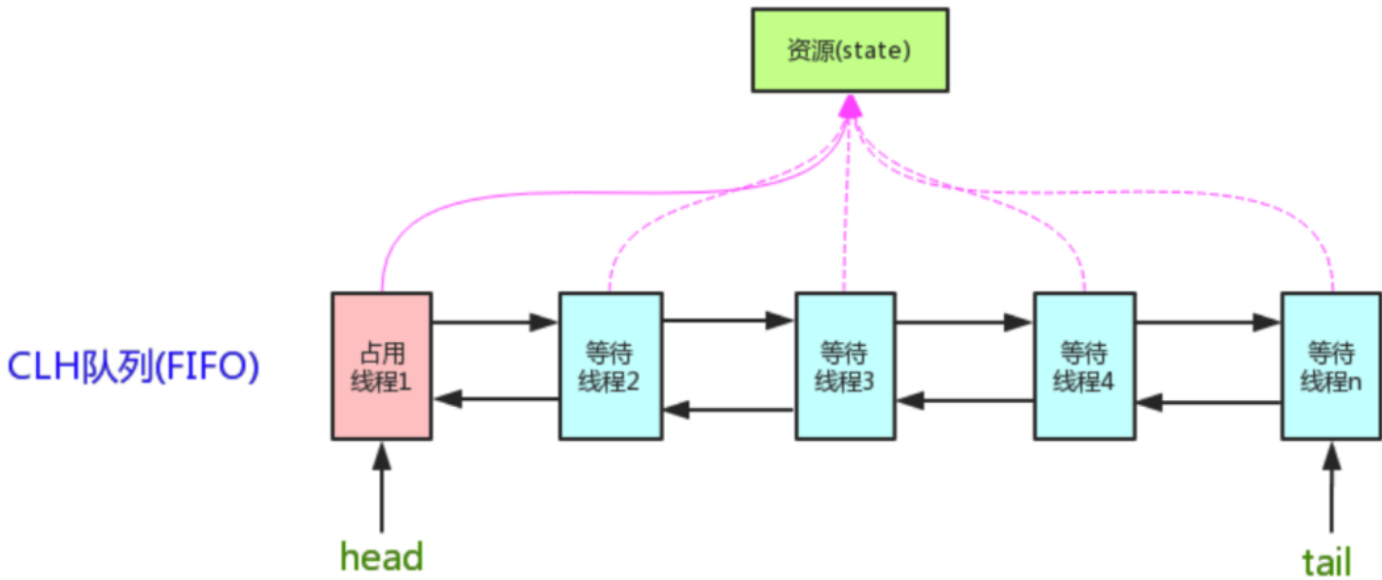 资源(state)
CLH队列(FIFO)
占用
线程1
等待
线程2
等待
线程3
等待
线程4
等待
线程n
head
tail